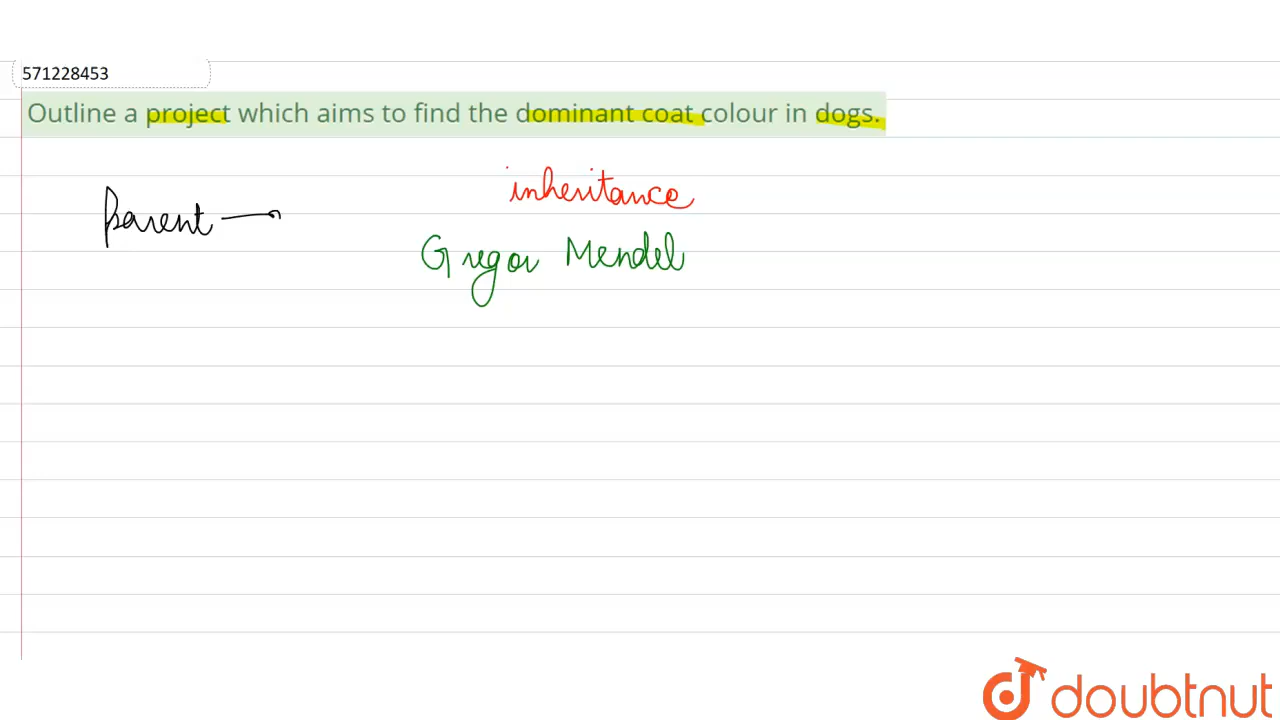 571228453
Outline a project which aims to find the dominant coat colour in dogs.
inheritance
Parent →
Gregor Mendel
doubtnut